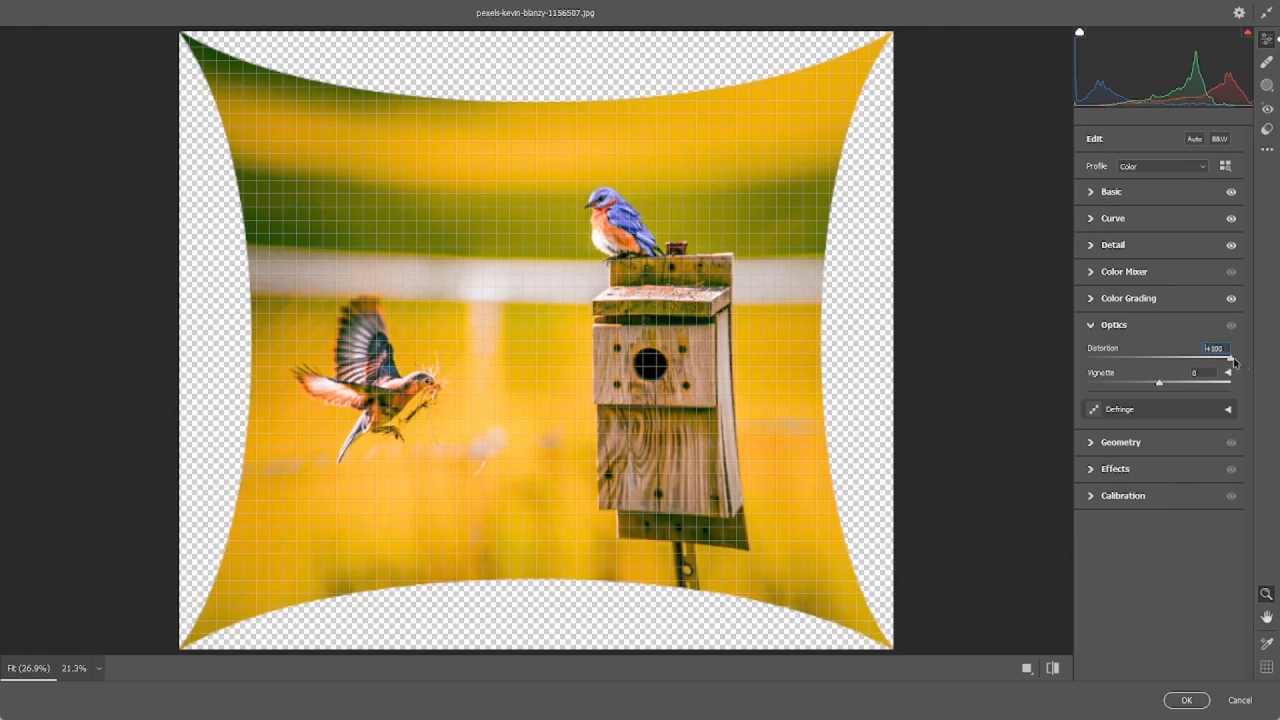 pexels-kevin-blanzy-1156507.jpg
Edit Auto B&W
Profile Color
Basic
Curve
Detail
Color Mixer
Color Grading
Optics
Distortion +100
Vignette 0
Defringe
Geometry
Effects
Calibration
Fit (26.9%) 21.3%
OK Cancel